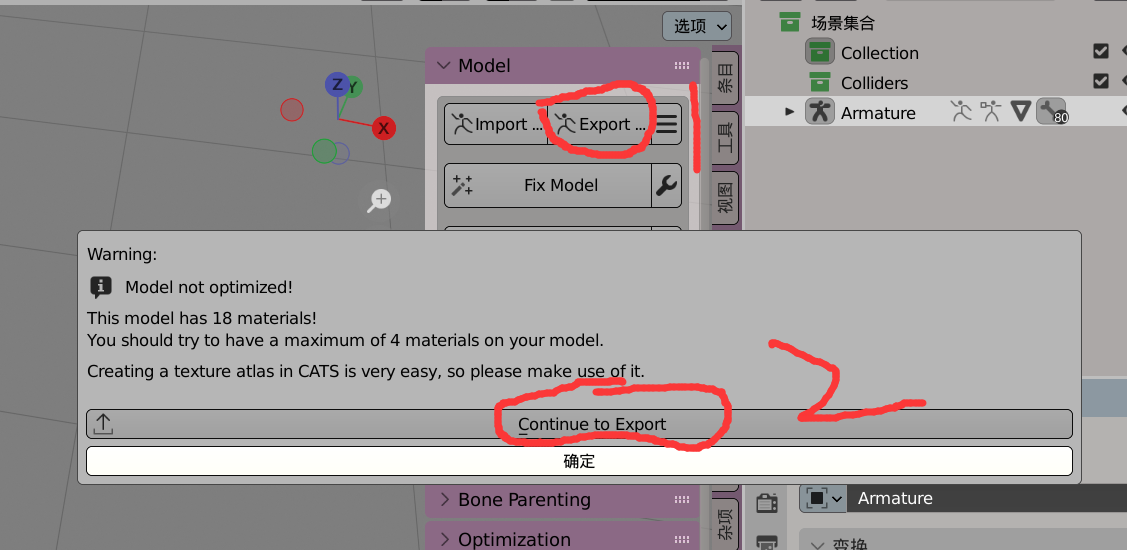 选项
Model
Import ...
Export ...
Fix Model
Z
Y
X
条目
工具
视图
场景集合
Collection
Colliders
Armature
80
Warning:
Model not optimized!
This model has 18 materials!
You should try to have a maximum of 4 materials on your model.
Creating a texture atlas in CATS is very easy, so please make use of it.
Continue to Export
确定
1
2
Bone Parenting
Optimization
杂项
Armature
变换